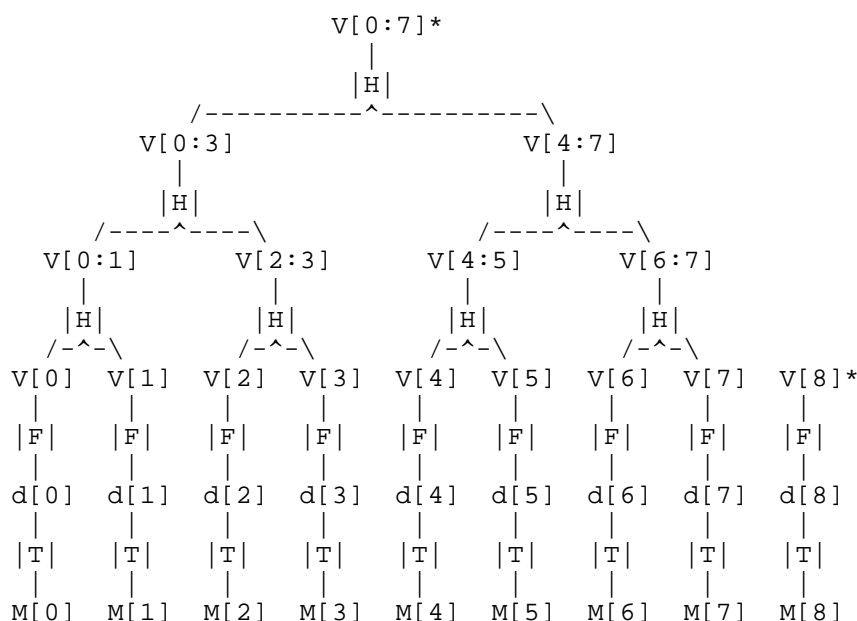 V[0:7]*
                             |
                            |H|
                  /----------^----------\
              V[0:3]                  V[4:7]
                 |                       |
                |H|                     |H|
            /----^----\             /----^----\
        V[0:1]      V[2:3]      V[4:5]      V[6:7]
           |           |           |           |
          |H|         |H|         |H|         |H|
         /-^-\       /-^-\       /-^-\       /-^-\
      V[0]  V[1]  V[2]  V[3]  V[4]  V[5]  V[6]  V[7]  V[8]*
       |     |     |     |     |     |     |     |     |
      |F|   |F|   |F|   |F|   |F|   |F|   |F|   |F|   |F|
       |     |     |     |     |     |     |     |     |
      d[0]  d[1]  d[2]  d[3]  d[4]  d[5]  d[6]  d[7]  d[8]
       |     |     |     |     |     |     |     |     |
      |T|   |T|   |T|   |T|   |T|   |T|   |T|   |T|   |T|
       |     |     |     |     |     |     |     |     |
      M[0]  M[1]  M[2]  M[3]  M[4]  M[5]  M[6]  M[7]  M[8]